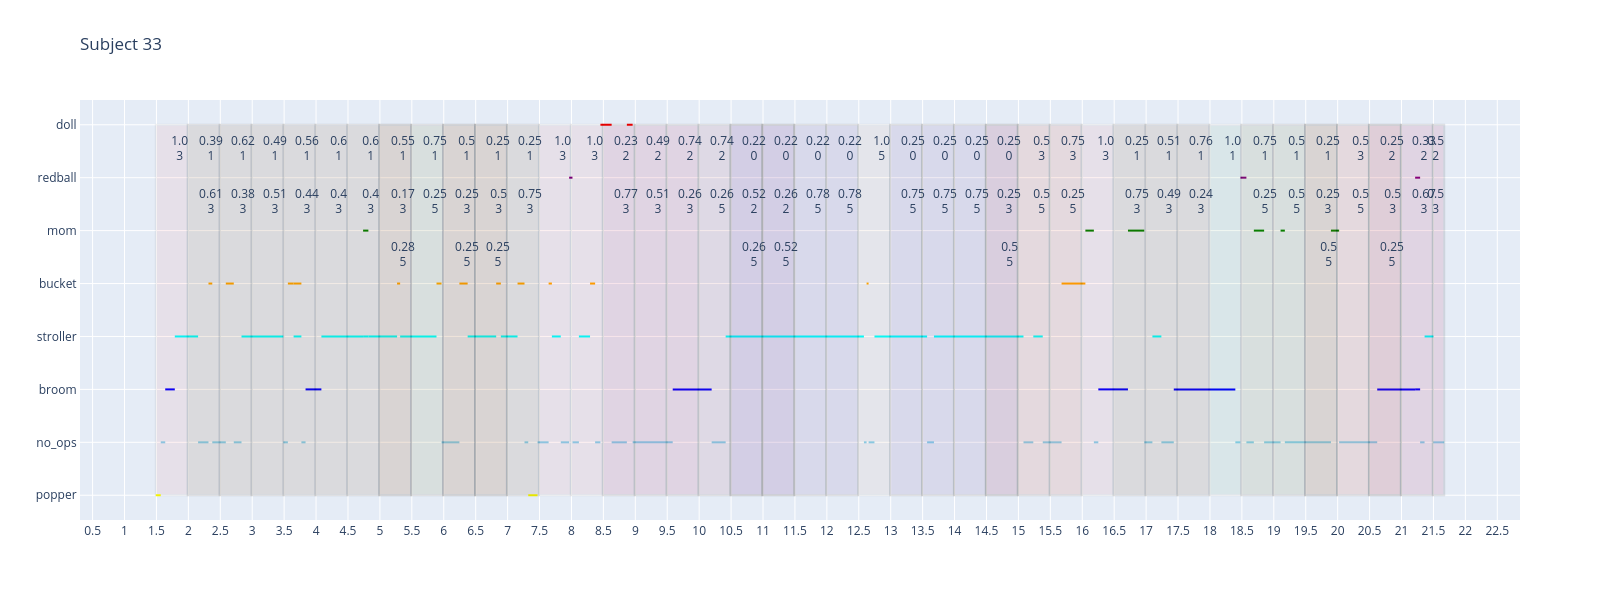 Subject 33
doll
1.0 0.39 0.62 0.49 0.56 0.6 0.6 0.55 0.75 0.5 0.25 0.25 1.0 1.0 0.23 0.49 0.74 0.74 0.22 0.22 0.22 0.22 1.0 0.25 0.25 0.25 0.25 0.5 0.75 1.0 0.25 0.51 0.76 1.0 0.75 0.5 0.25 0.5 0.25 0.33 0.5
3 1 1 1 1 1 1 1 1 1 1 1 3 3 2 2 2 2 0 0 0 0 5 0 0 0 0 3 3 3 1 1 1 1 1 1 1 3 2 2 2
redball
0.61 0.38 0.51 0.44 0.4 0.4 0.17 0.25 0.25 0.5 0.75 0.77 0.51 0.26 0.26 0.52 0.26 0.78 0.78 0.75 0.75 0.75 0.25 0.5 0.25 0.75 0.49 0.24 0.25 0.5 0.25 0.5 0.5 0.67 0.5
3 3 3 3 3 3 3 5 3 3 3 3 3 3 5 2 2 5 5 5 5 5 3 5 5 3 3 3 5 5 3 5 3 3 3
mom
0.28 0.25 0.25 0.26 0.52 0.5 0.5 0.25
5 5 5 5 5 5 5 5
bucket
stroller
broom
no_ops
popper
0.5 1 1.5 2 2.5 3 3.5 4 4.5 5 5.5 6 6.5 7 7.5 8 8.5 9 9.5 10 10.5 11 11.5 12 12.5 13 13.5 14 14.5 15 15.5 16 16.5 17 17.5 18 18.5 19 19.5 20 20.5 21 21.5 22 22.5